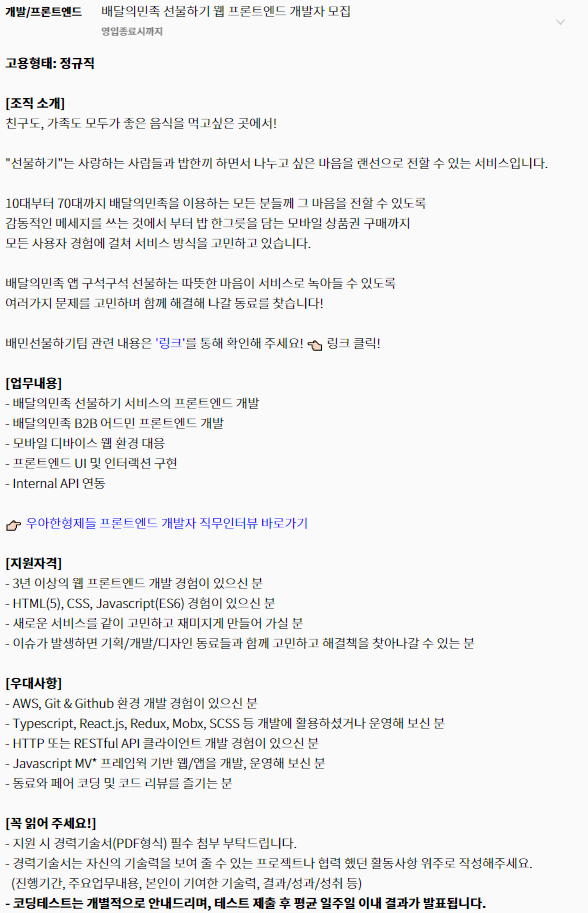 개발/프론트엔드 배달의민족 선물하기 웹 프론트엔드 개발자 모집
영업종료시까지
고용형태: 정규직
[조직 소개]
친구도, 가족도 모두가 좋은 음식을 먹고싶은 곳에서!
"선물하기"는 사랑하는 사람들과 밥한끼 하면서 나누고 싶은 마음을 랜선으로 전할 수 있는 서비스입니다.
10대부터 70대까지 배달의민족을 이용하는 모든 분들께 그 마음을 전할 수 있도록
감동적인 메세지를 쓰는 것에서 부터 밥 한그릇을 담는 모바일 상품권 구매까지
모든 사용자 경험에 걸쳐 서비스 방식을 고민하고 있습니다.
배달의민족 앱 구석구석 선물하는 따뜻한 마음이 서비스로 녹아들 수 있도록
여러가지 문제를 고민하며 함께 해결해 나갈 동료를 찾습니다!
배민선물하기팀 관련 내용은 '링크'를 통해 확인해 주세요! 👈 링크 클릭!
[업무내용]
- 배달의민족 선물하기 서비스의 프론트엔드 개발
- 배달의민족 B2B 어드민 프론트엔드 개발
- 모바일 디바이스 웹 환경 대응
- 프론트엔드 UI 및 인터랙션 구현
- Internal API 연동
👉 우아한형제들 프론트엔드 개발자 직무인터뷰 바로가기
[지원자격]
- 3년 이상의 웹 프론트엔드 개발 경험이 있으신 분
- HTML(5), CSS, Javascript(ES6) 경험이 있으신 분
- 새로운 서비스를 같이 고민하고 재미지게 만들어 가실 분
- 이슈가 발생하면 기획/개발/디자인 동료들과 함께 고민하고 해결책을 찾아나갈 수 있는 분
[우대사항]
- AWS, Git & Github 환경 개발 경험이 있으신 분
- Typescript, React.js, Redux, Mobx, SCSS 등 개발에 활용하셨거나 운영해 보신 분
- HTTP 또는 RESTful API 클라이언트 개발 경험이 있으신 분
- Javascript MV* 프레임웍 기반 웹/앱을 개발, 운영해 보신 분
- 동료와 페어 코딩 및 코드 리뷰를 즐기는 분
[꼭 읽어 주세요!]
- 지원 시 경력기술서(PDF형식) 필수 첨부 부탁드립니다.
- 경력기술서는 자신의 기술력을 보여 줄 수 있는 프로젝트나 협력 했던 활동사항 위주로 작성해주세요.
(진행기간, 주요업무내용, 본인이 기여한 기술력, 결과/성과/성취 등)
- 코딩테스트는 개별적으로 안내드리며, 테스트 제출 후 평균 일주일 이내 결과가 발표됩니다.